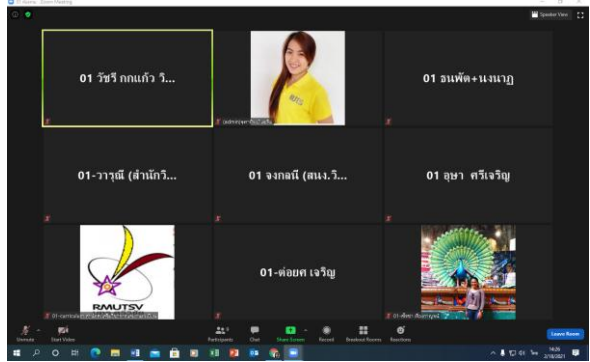 Zoom Meeting
Speaker View
01 วัชรี กกแก้ว วิ...
01 ธนพัต+นงนาฏ
01-วารุณี (สำนักวิ...
01 จงกลนี (สนง.วิ...
01 อุษา ศรีเจริญ
RMUTSV
01-ต่อยศ เจริญ
Unmute
Start Video
Participants
Chat
Share Screen
Record
Breakout Rooms
Reactions
Leave Room